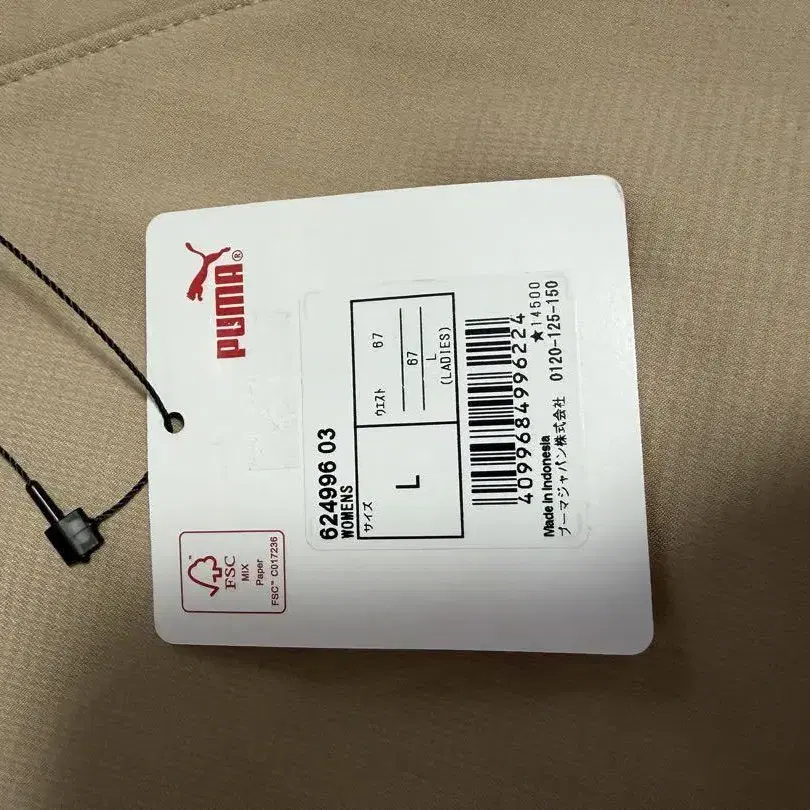 PUMA®
624996 03
WOMENS
サイズ
L
ウエスト 67
67
L
(LADIES)
4099684996224
★14500
Made in Indonesia
プーマジャパン株式会社 0120-125-150
FSC
MIX
Paper
FSC™ C017236